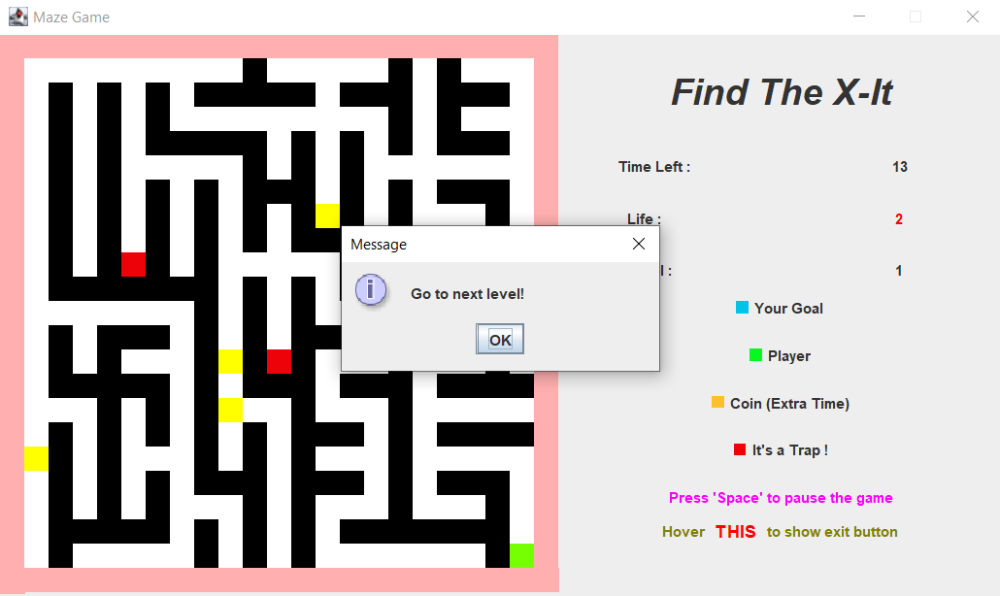 Maze Game
Find The X-It
Time Left : 13
Life : 2
l : 1
Message
Go to next level!
OK
Your Goal
Player
Coin (Extra Time)
It's a Trap !
Press 'Space' to pause the game
Hover THIS to show exit button